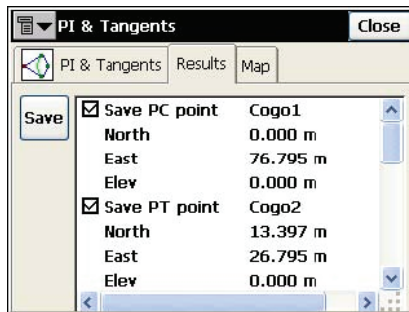 PI & Tangents Close
PI & Tangents Results Map
Save
Save PC point Cogo1
North 0.000 m
East 76.795 m
Elev 0.000 m
Save PT point Cogo2
North 13.397 m
East 26.795 m
Elev 0.000 m